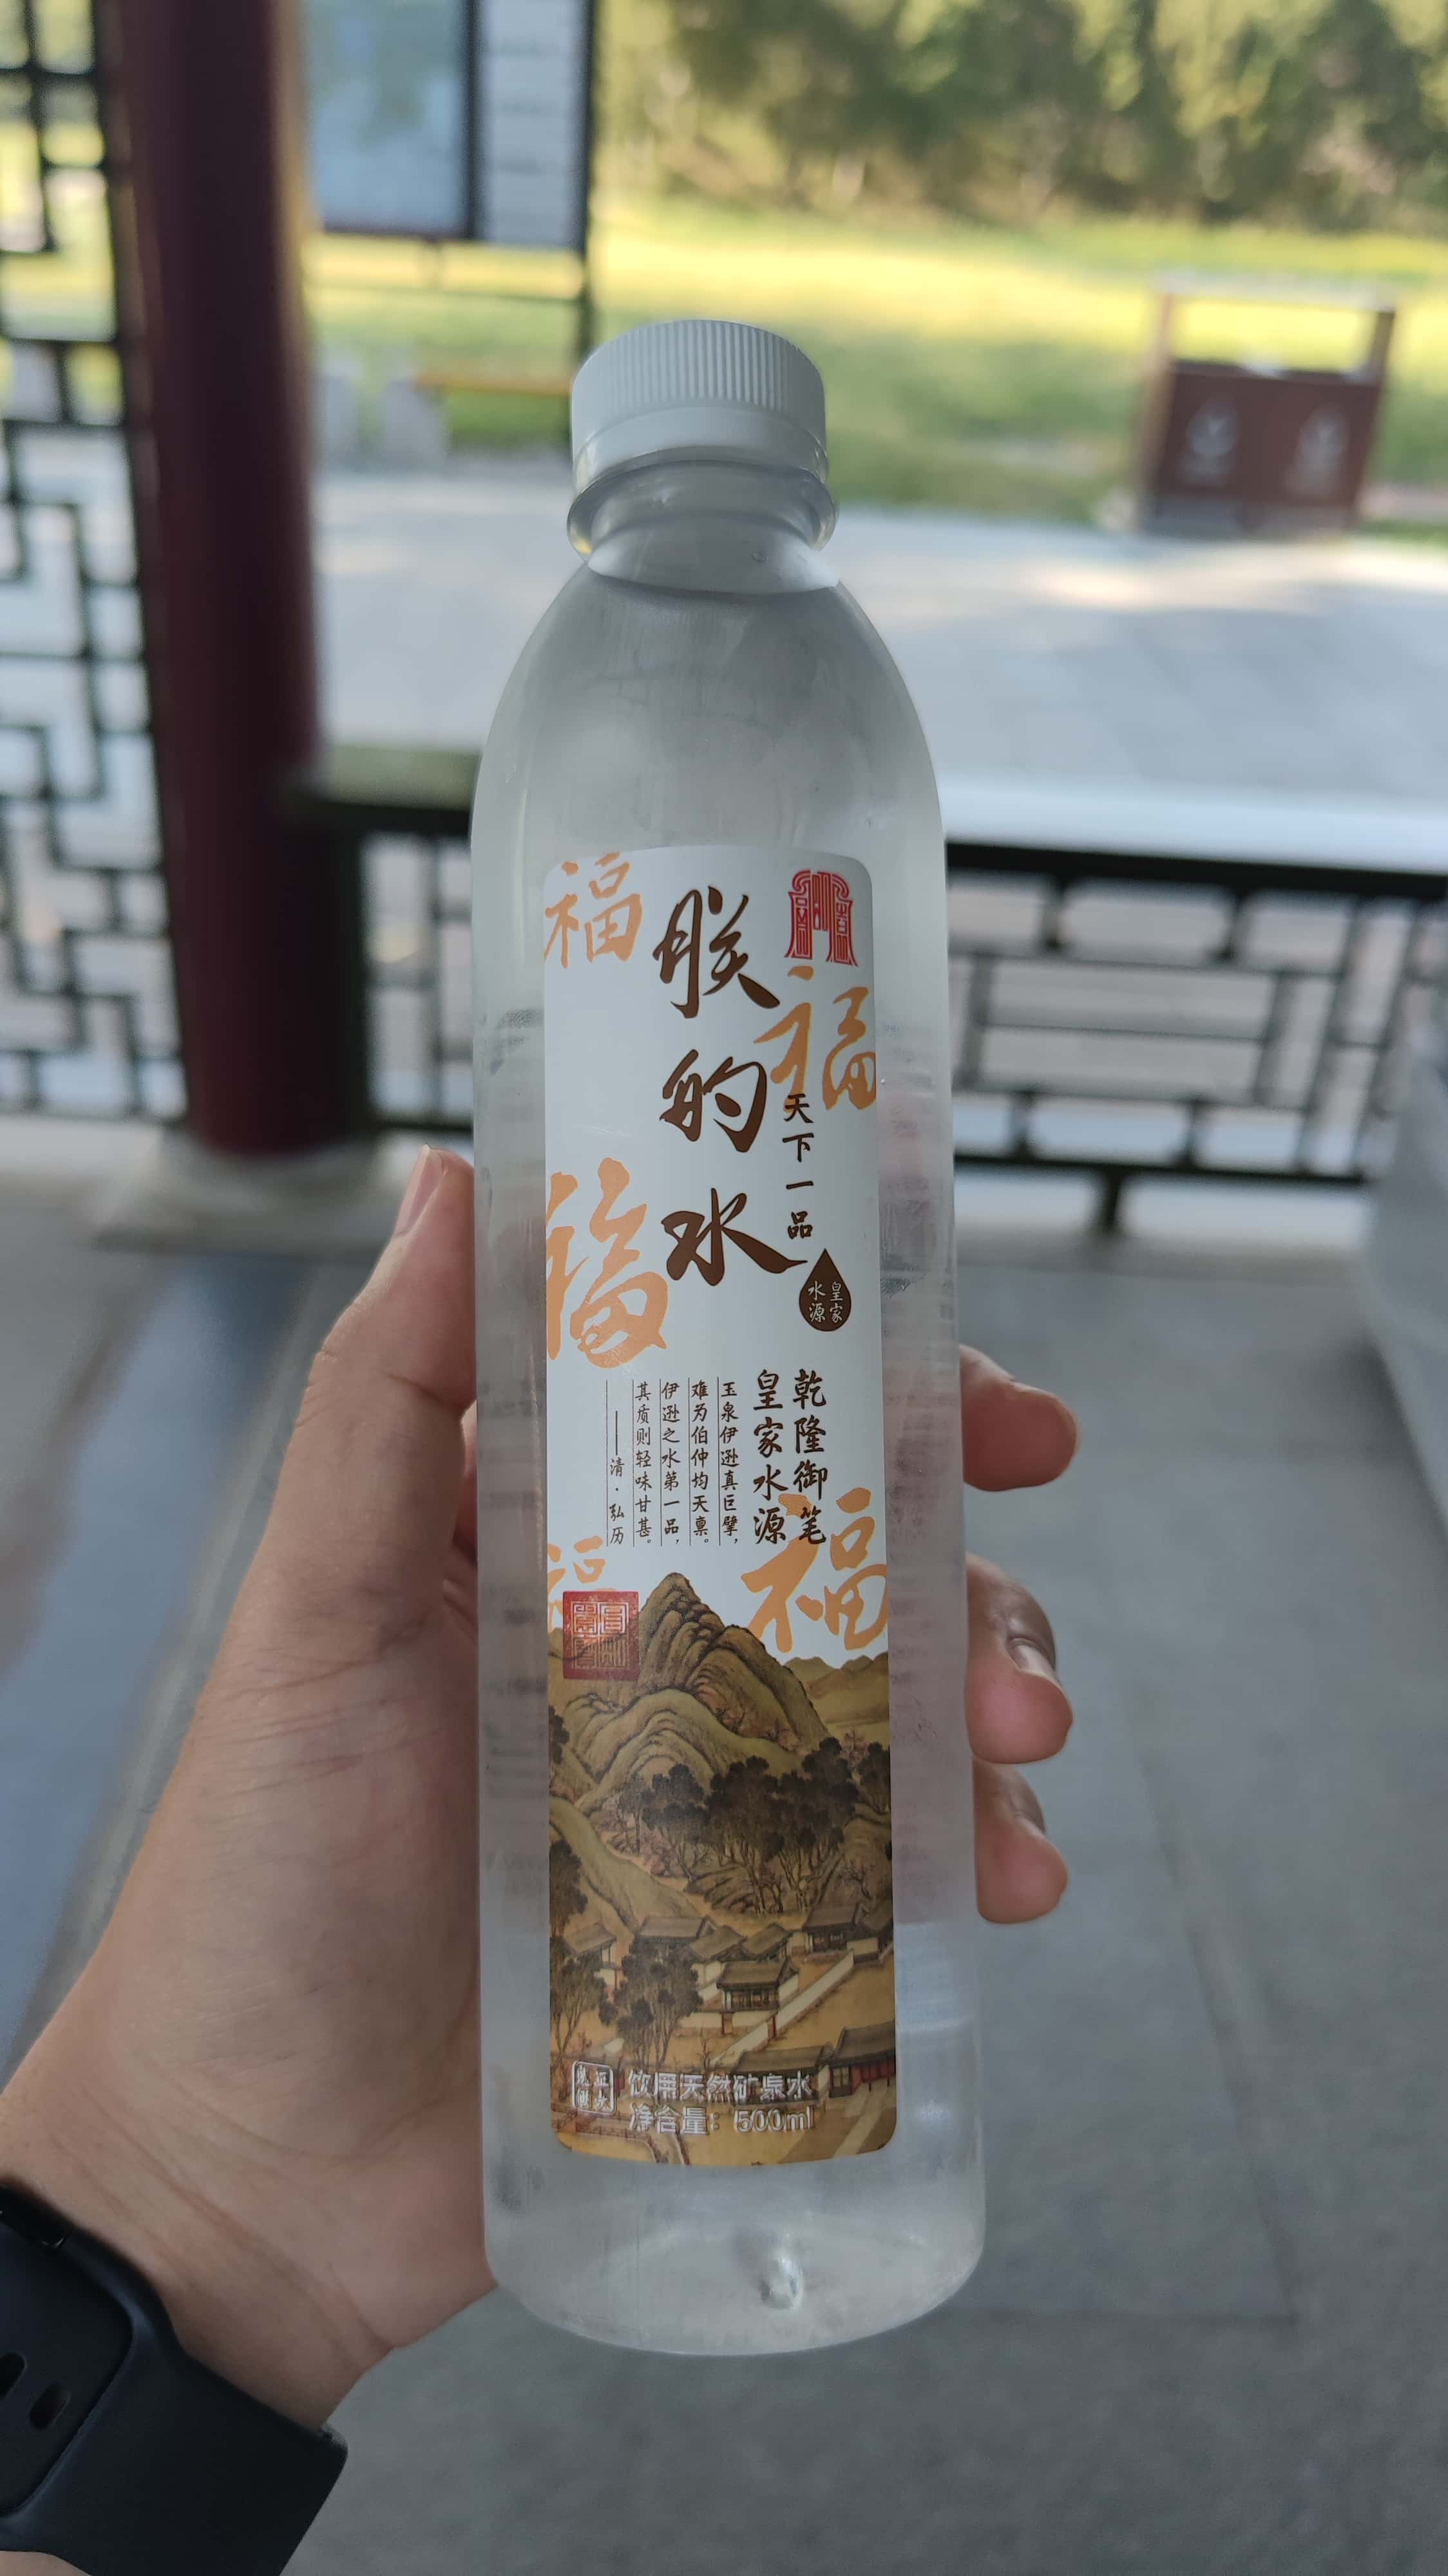 福
朕的水
福
天下一品
皇家
水源
福
乾隆御笔
皇家水源
玉泉伊逊真巨擘,
难为伯仲均天禀。
伊逊之水第一品,
其质则轻味甘甚。
——清·弘历
福
福
饮用天然矿泉水
净含量:500ml